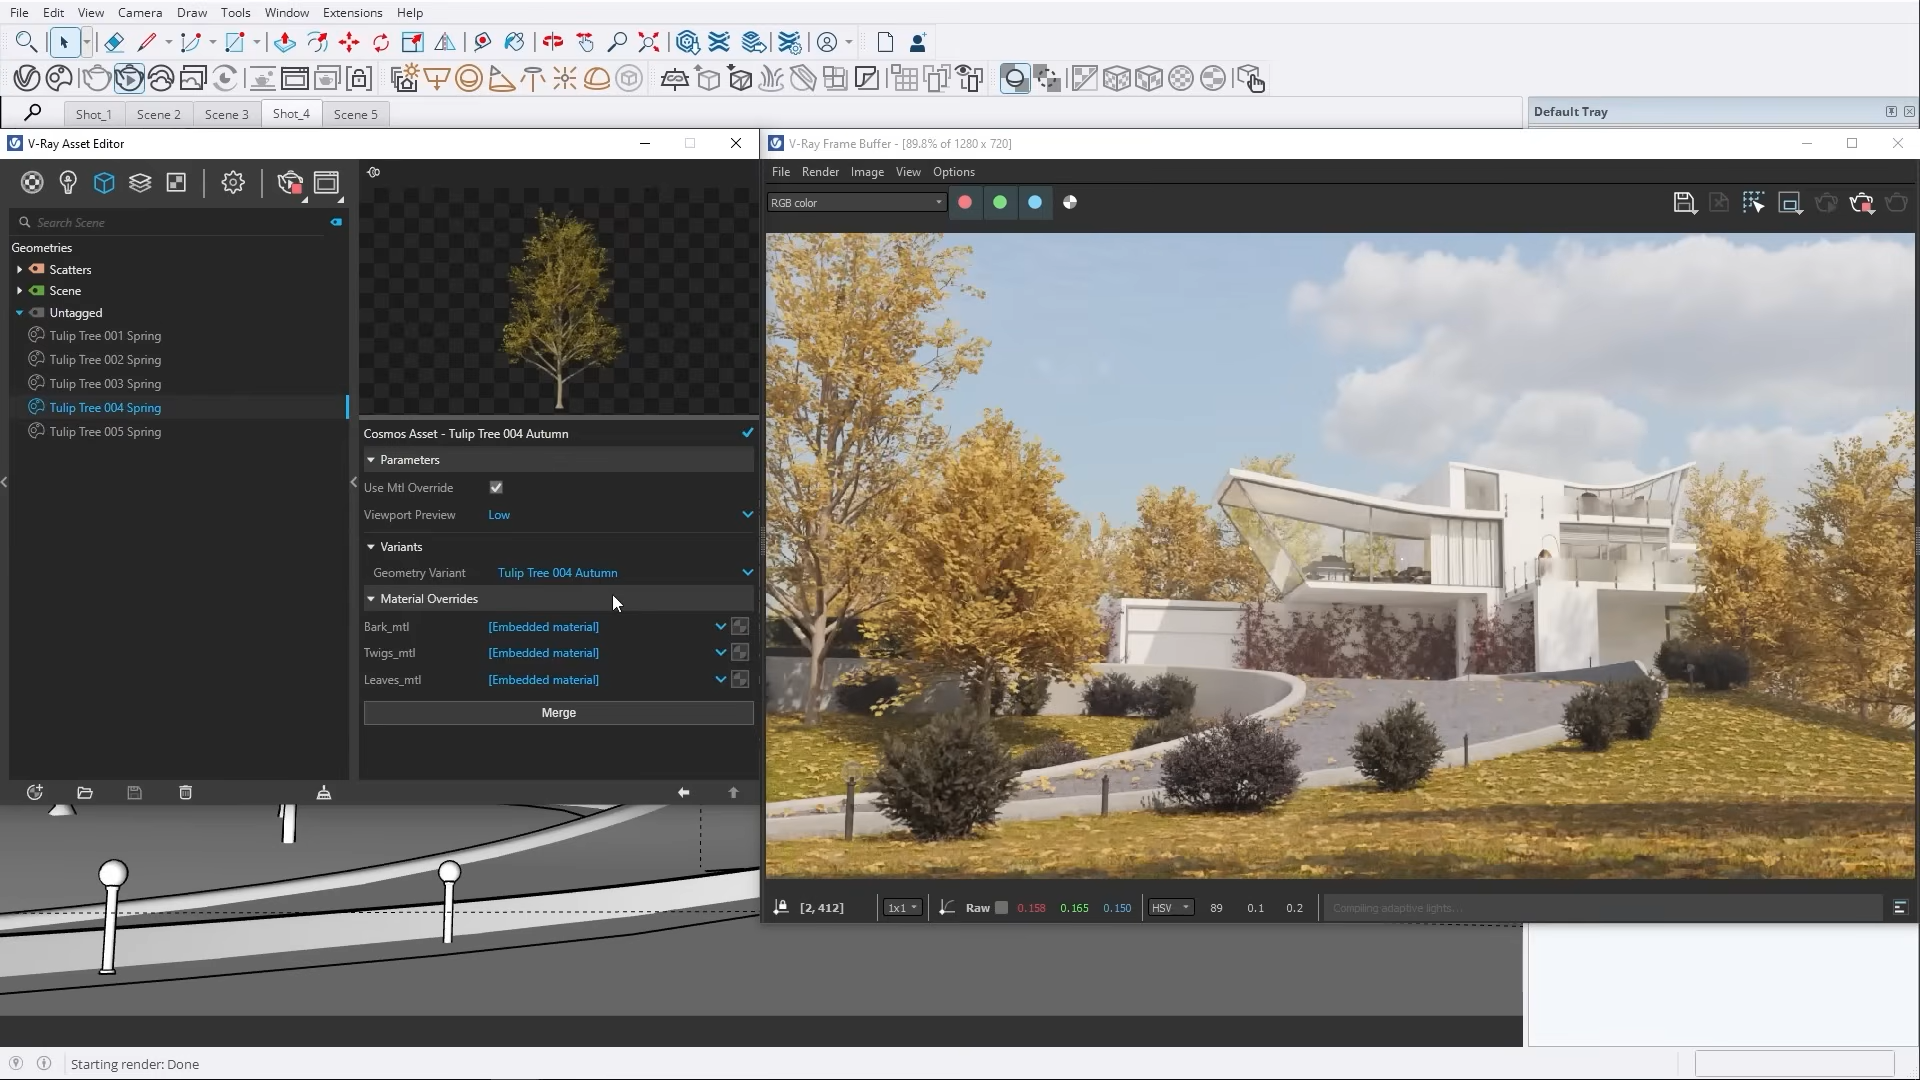 File Edit View Camera Draw Tools Window Extensions Help
Shot_1 Scene 2 Scene 3 Shot_4 Scene 5
Default Tray
V-Ray Asset Editor
Search Scene
Geometries
Scatters
Scene
Untagged
Tulip Tree 001 Spring
Tulip Tree 002 Spring
Tulip Tree 003 Spring
Tulip Tree 004 Spring
Tulip Tree 005 Spring
Cosmos Asset - Tulip Tree 004 Autumn
Parameters
Use Mtl Override
Viewport Preview Low
Variants
Geometry Variant Tulip Tree 004 Autumn
Material Overrides
Bark_mtl [Embedded material]
Twigs_mtl [Embedded material]
Leaves_mtl [Embedded material]
Merge
V-Ray Frame Buffer - [89.8% of 1280 x 720]
File Render Image View Options
RGB color
[2, 412] 1x1 Raw 0.158 0.165 0.150 HSV 89 0.1 0.2 Compiling adaptive lights...
Starting render: Done